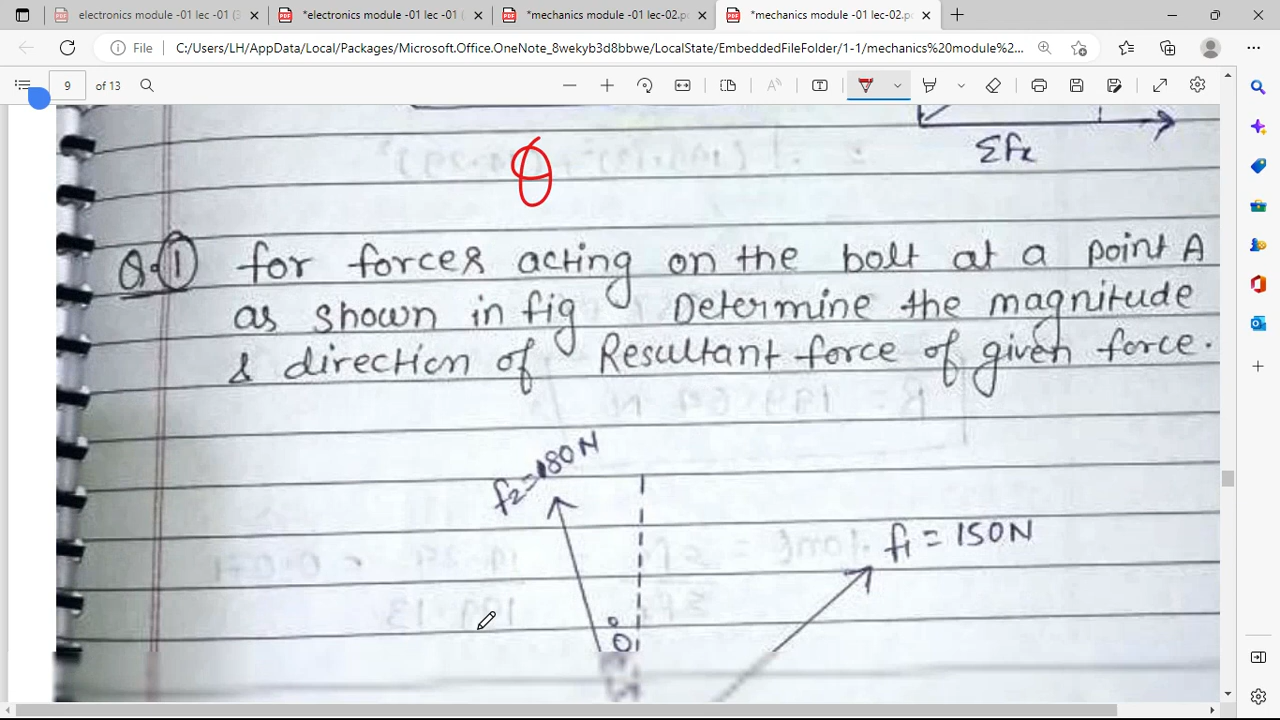 electronics module -01 lec -01 (
*electronics module -01 lec -01 (
*mechanics module -01 lec-02.p
*mechanics module -01 lec-02.p
File
C:/Users/LH/AppData/Local/Packages/Microsoft.Office.OneNote_8wekyb3d8bbwe/LocalState/EmbeddedFileFolder/1-1/mechanics%20module%2...
9 of 13
Σfx
θ
Q.1 for forces acting on the bolt at a point A
as shown in fig Determine the magnitude
& direction of Resultant force of given force.
f2=180N
f1 = 150N